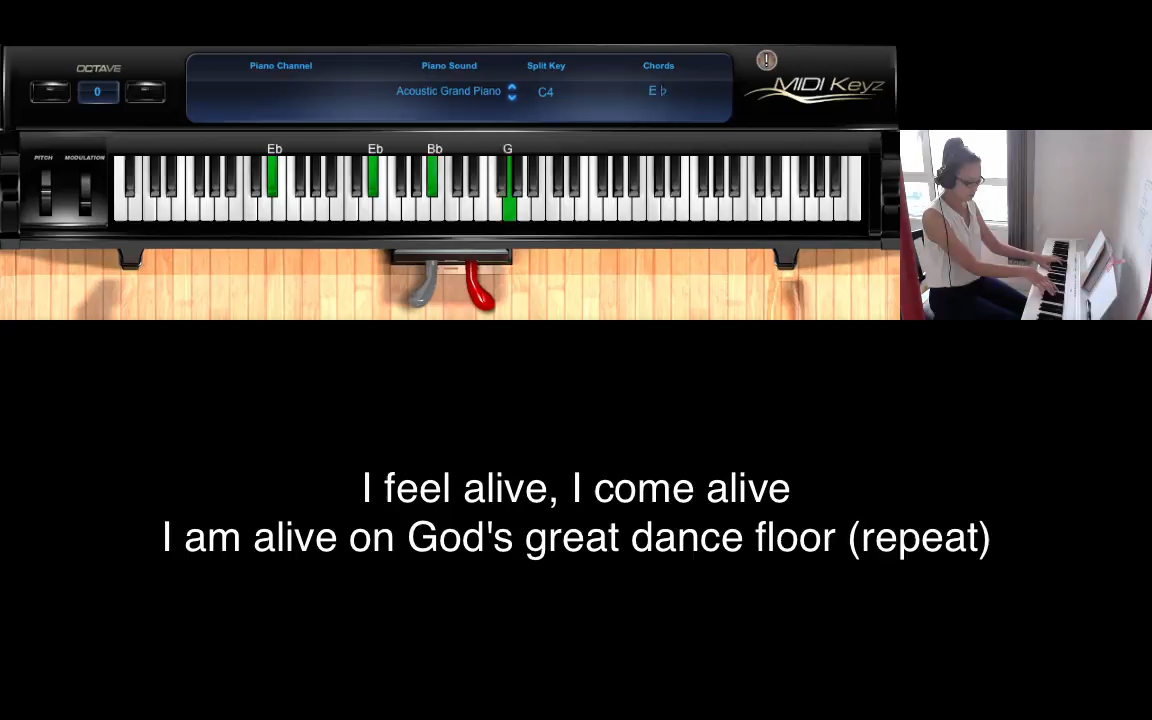 OCTAVE
0
Piano Channel
Piano Sound
Split Key
Chords
Acoustic Grand Piano
C4
E♭
!
MIDI Keyz
PITCH
MODULATION
Eb
Eb
Bb
G
I feel alive, I come alive
I am alive on God's great dance floor (repeat)